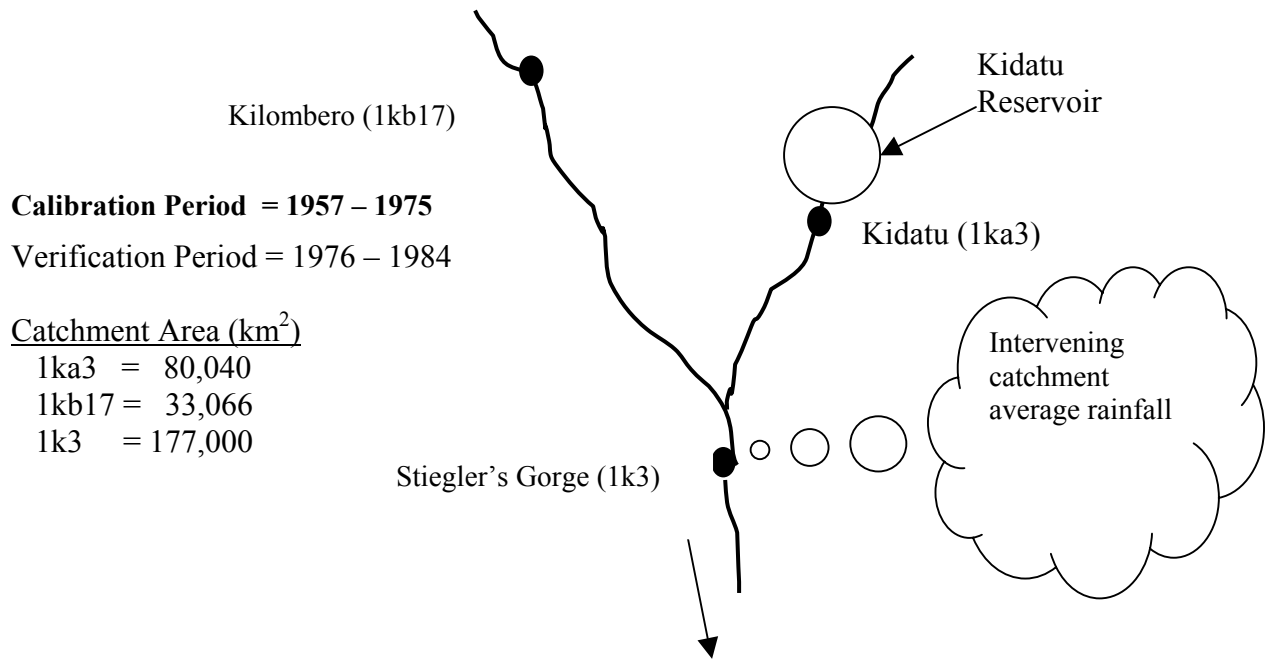 Kidatu
Reservoir
Kilombero (1kb17)
Calibration Period = 1957 – 1975
Kidatu (1ka3)
Verification Period = 1976 – 1984
Catchment Area (km²)
1ka3 = 80,040
1kb17 = 33,066
1k3 = 177,000
Intervening
catchment
average rainfall
Stiegler’s Gorge (1k3)